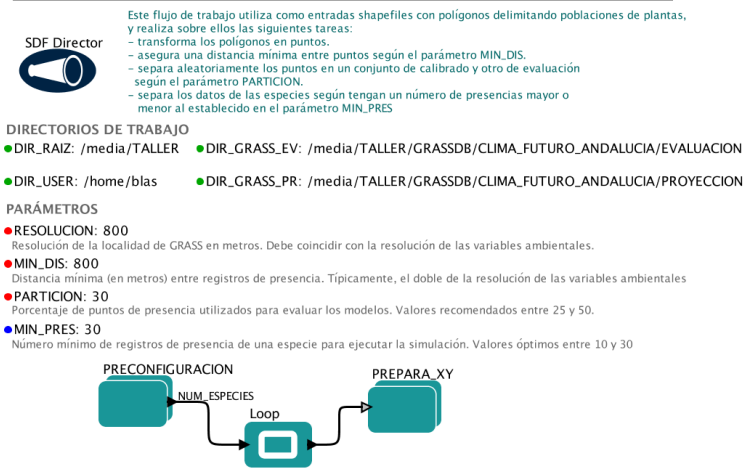 Este flujo de trabajo utiliza como entradas shapefiles con polígonos delimitando poblaciones de plantas,
y realiza sobre ellos las siguientes tareas:
- transforma los polígonos en puntos.
- asegura una distancia mínima entre puntos según el parámetro MIN_DIS.
- separa aleatoriamente los puntos en un conjunto de calibrado y otro de evaluación
según el parámetro PARTICION.
- separa los datos de las especies según tengan un número de presencias mayor o
menor al establecido en el parámetro MIN_PRES
SDF Director
DIRECTORIOS DE TRABAJO
DIR_RAIZ: /media/TALLER
DIR_GRASS_EV: /media/TALLER/GRASSDB/CLIMA_FUTURO_ANDALUCIA/EVALUACION
DIR_USER: /home/blas
DIR_GRASS_PR: /media/TALLER/GRASSDB/CLIMA_FUTURO_ANDALUCIA/PROYECCION
PARÁMETROS
RESOLUCION: 800
Resolución de la localidad de GRASS en metros. Debe coincidir con la resolución de las variables ambientales.
MIN_DIS: 800
Distancia mínima (en metros) entre registros de presencia. Típicamente, el doble de la resolución de las variables ambientales
PARTICION: 30
Porcentaje de puntos de presencia utilizados para evaluar los modelos. Valores recomendados entre 25 y 50.
MIN_PRES: 30
Número mínimo de registros de presencia de una especie para ejecutar la simulación. Valores óptimos entre 10 y 30
PRECONFIGURACION
PREPARA_XY
NUM_ESPECIES
Loop